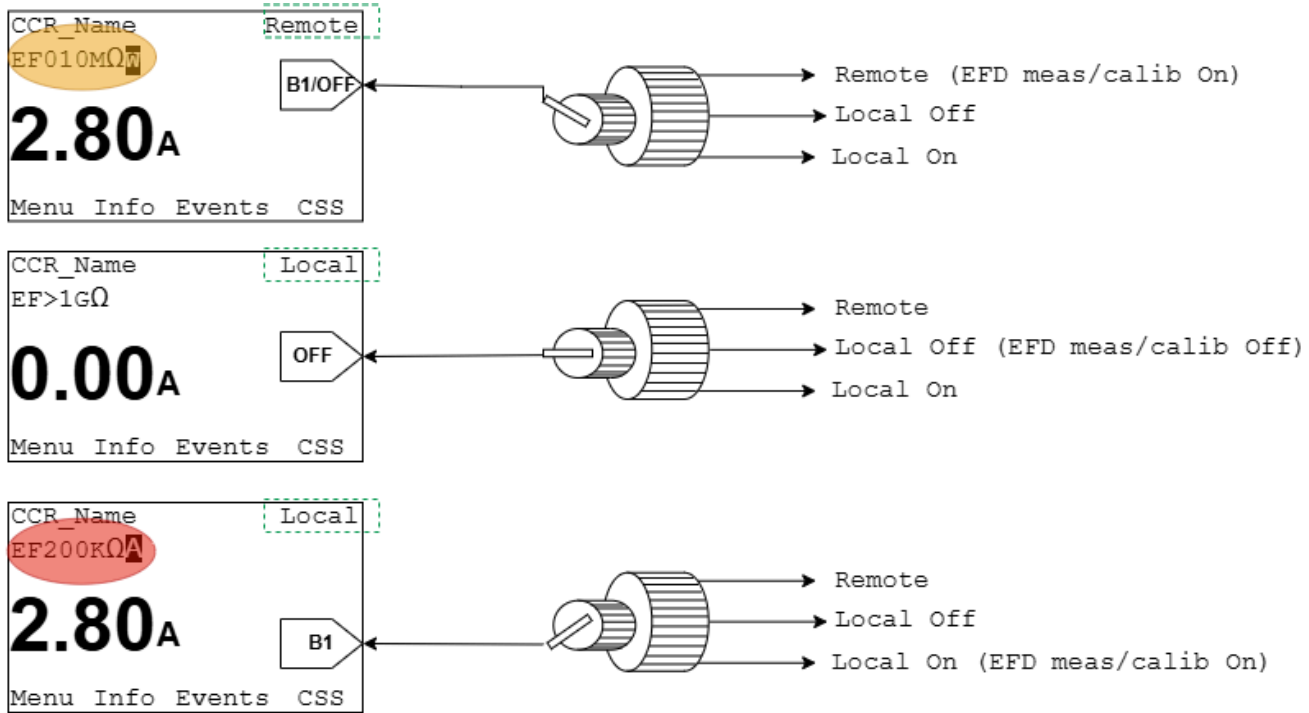 CCR_Name Remote
EF010MΩW
B1/OFF
2.80A
Menu Info Events CSS
Remote (EFD meas/calib On)
Local Off
Local On
CCR_Name Local
EF>1GΩ
OFF
0.00A
Menu Info Events CSS
Remote
Local Off (EFD meas/calib Off)
Local On
CCR_Name Local
EF200KΩA
2.80A
B1
Menu Info Events CSS
Remote
Local Off
Local On (EFD meas/calib On)